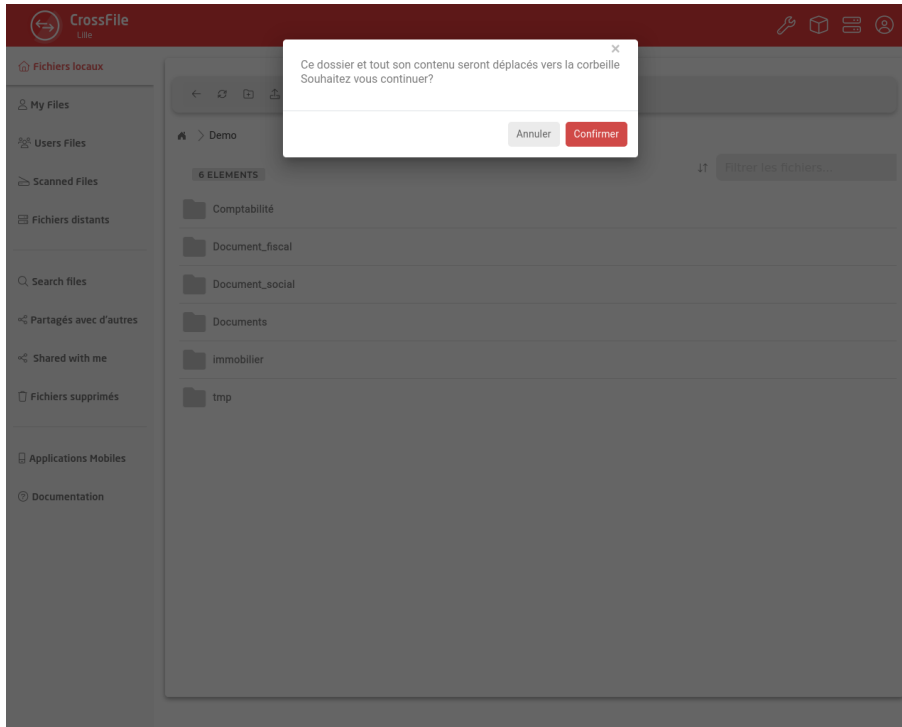 CrossFile
Lille
×
Ce dossier et tout son contenu seront déplacés vers la corbeille
Souhaitez vous continuer?
Annuler
Confirmer
Fichiers locaux
My Files
Users Files
Scanned Files
Fichiers distants
Search files
Partagés avec d'autres
Shared with me
Fichiers supprimés
Applications Mobiles
Documentation
> Demo
6 ELEMENTS
Filtrer les fichiers...
Comptabilité
Document_fiscal
Document_social
Documents
immobilier
tmp